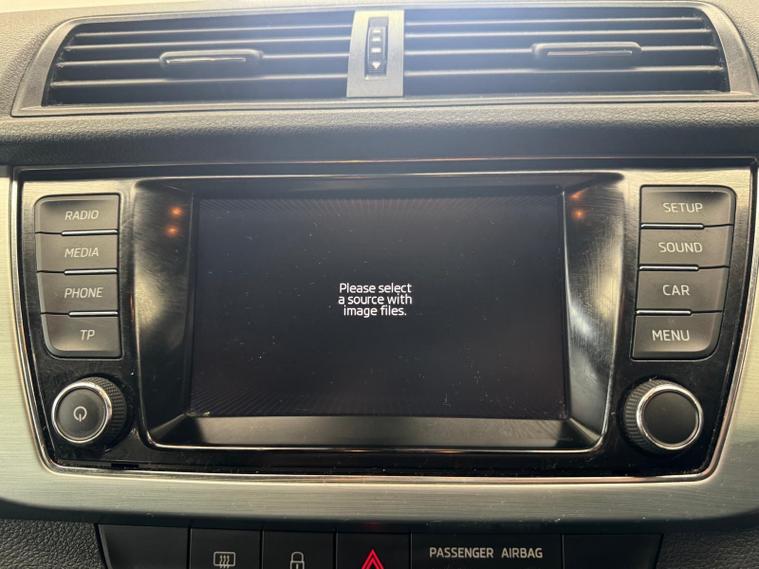 RADIO
MEDIA
PHONE
TP
Please select
a source with
image files.
SETUP
SOUND
CAR
MENU
PASSENGER AIRBAG